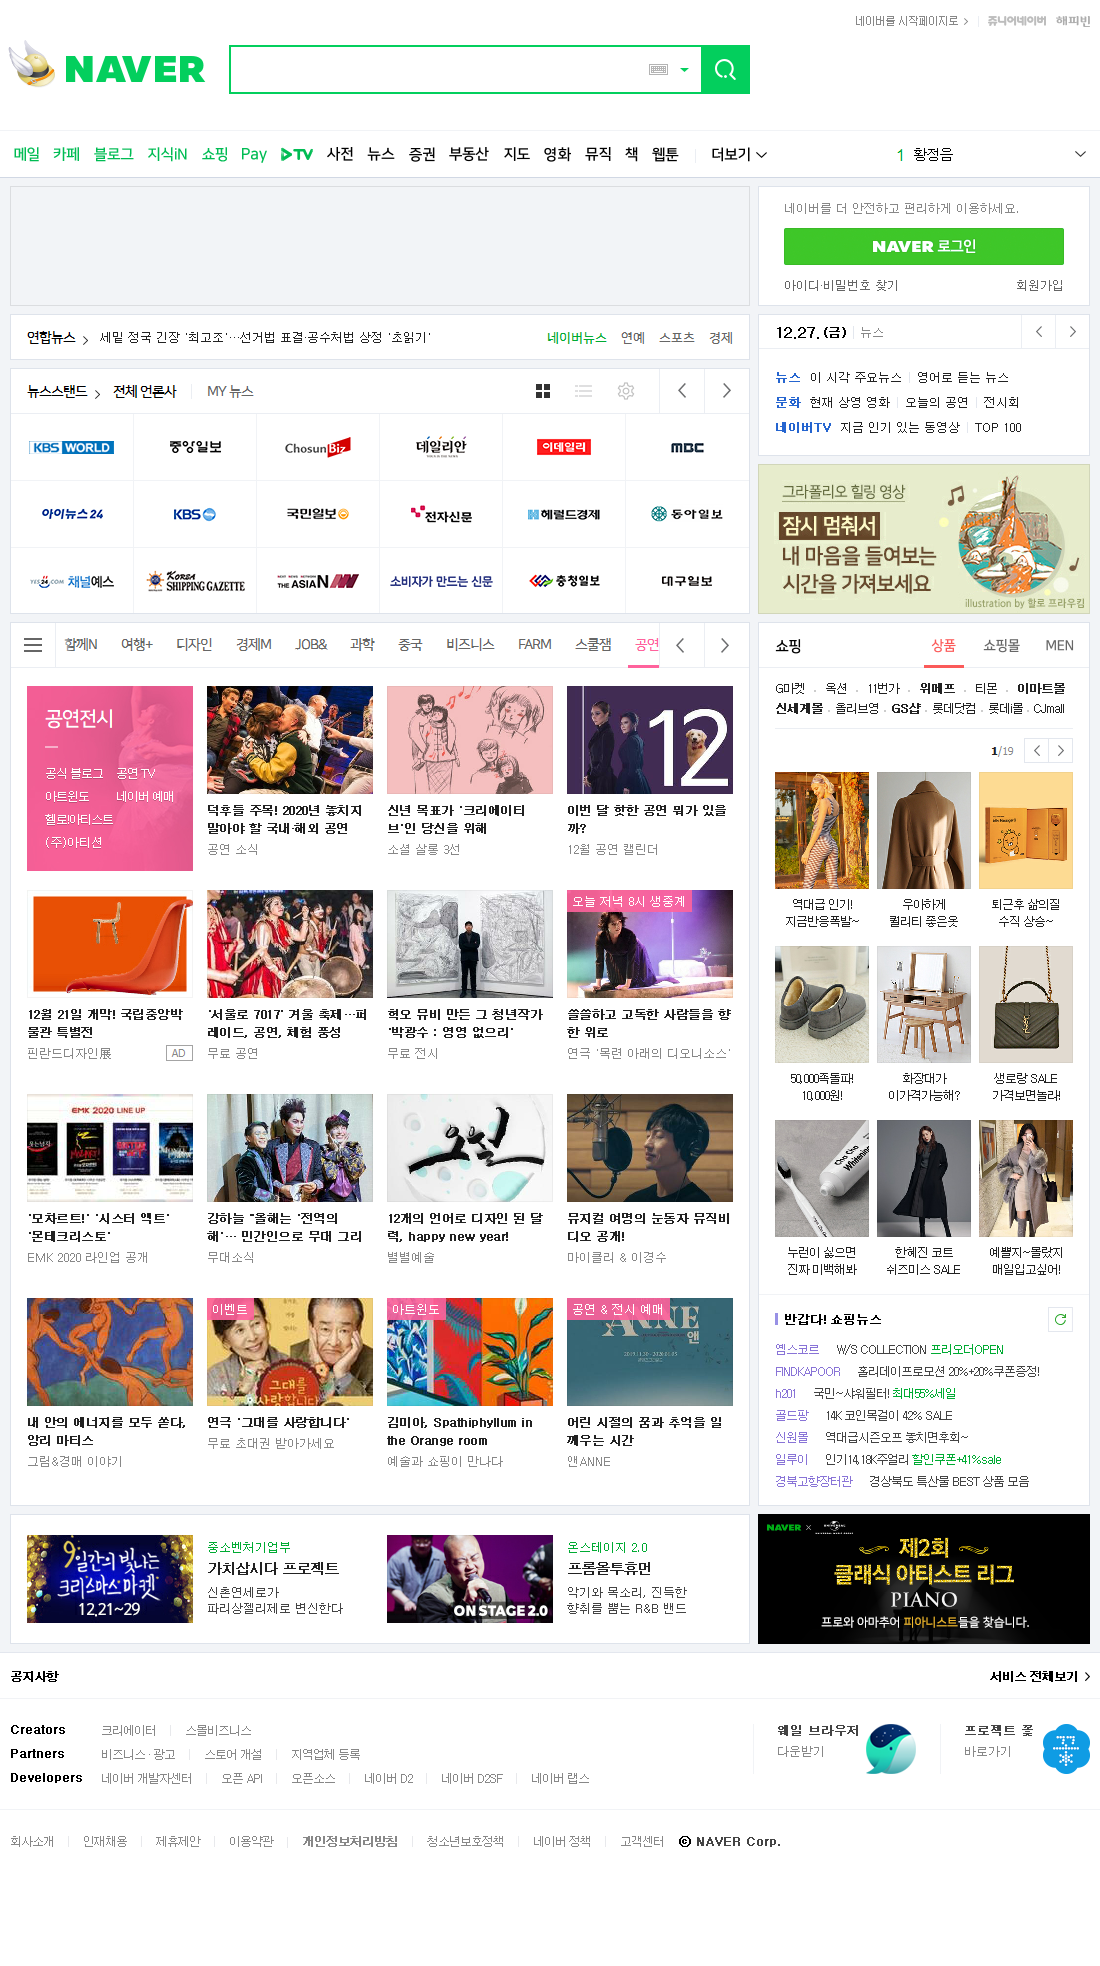 네이버를 시작페이지로
쥬니어네이버 해피빈
NAVER
메일 카페 블로그 지식iN 쇼핑 Pay TV 사전 뉴스 증권 부동산 지도 영화 뮤직 책 웹툰 더보기
1 황정음
네이버를 더 안전하고 편리하게 이용하세요.
NAVER 로그인
아이디·비밀번호 찾기 회원가입
연합뉴스 세밑 정국 긴장 '최고조'…선거법 표결·공수처법 상정 '초읽기'
네이버뉴스 연예 스포츠 경제
12.27. (금) 뉴스
뉴스 이 시각 주요뉴스 영어로 듣는 뉴스
문화 현재 상영 영화 오늘의 공연 전시회
네이버TV 지금 인기 있는 동영상 TOP 100
뉴스스탠드 전체 언론사 MY 뉴스
KBS WORLD 중앙일보 ChosunBiz 데일리안 이데일리 MBC
아이뉴스24 KBS 국민일보 전자신문 헤럴드경제 동아일보
YES24.COM 채널예스 KOREA SHIPPING GAZETTE THE ASIAN 소비자가 만드는 신문 충청일보 대구일보
그라폴리오 힐링 영상
잠시 멈춰서
내 마음을 들여보는
시간을 가져보세요
illustration by 할로 프라우킴
함께N 여행+ 디자인 경제M JOB& 과학 중국 비즈니스 FARM 스쿨잼 공연
공연전시
공식 블로그 공연 TV
아트윈도 네이버 예매
헬로!아티스트
(주)아티션
12
덕후들 주목! 2020년 놓치지
말아야 할 국내·해외 공연
공연 소식
신년 목표가 '크리에이티
브'인 당신을 위해
소셜 살롱 3선
이번 달 핫한 공연 뭐가 있을
까?
12월 공연 캘린더
12월 21일 개막! 국립중앙박
물관 특별전
핀란드디자인展
AD
'서울로 7017' 겨울 축제…퍼
레이드, 공연, 체험 풍성
무료 공연
혁오 뮤비 만든 그 청년작가
'박광수 : 영영 없으리'
무료 전시
오늘 저녁 8시 생중계
쓸쓸하고 고독한 사람들을 향
한 위로
연극 '목련 아래의 디오니소스'
EMK 2020 LINE UP
'모차르트!' '시스터 액트'
'몬테크리스토'
EMK 2020 라인업 공개
강하늘 "올해는 '전역의
해'… 민간인으로 무대 그리
무대소식
12개의 언어로 디자인 된 달
력, happy new year!
별별예술
뮤지컬 여명의 눈동자 뮤직비
디오 공개!
마이클리 & 이경수
내 안의 에너지를 모두 쏟다,
앙리 마티스
그림&경매 이야기
이벤트
그대를
사랑합니다
연극 '그대를 사랑합니다'
무료 초대권 받아가세요
아트윈도
김미아, Spathiphyllum in
the Orange room
예술과 쇼핑이 만나다
공연 & 전시 예매
ANNE
앤
어린 시절의 꿈과 추억을 일
깨우는 시간
앤ANNE
쇼핑 상품 쇼핑몰 MEN
G마켓 옥션 11번가 위메프 티몬 이마트몰
신세계몰 올리브영 GS샵 롯데닷컴 롯데i몰 CJmall
1/19
역대급 인기!
지금반응폭발~
우아하게
퀄리티 좋은옷
퇴근후 삶의질
수직 상승~
50,000족돌파!
10,000원!
화장대가
이가격가능해?
생로랑 SALE
가격보면놀라!
누런이 싫으면
진짜 미백해봐
한혜진 코트
쉬즈미스 SALE
예쁠지~몰랐지
매일입고싶어!
반갑다! 쇼핑뉴스
엠스코르 W/S COLLECTION 프리오더OPEN
FINDKAPOOR 홀리데이프로모션 20%+20%쿠폰증정!
h201 국민~샤워필터! 최대55%세일
골드팡 14K 코인목걸이 42% SALE
신원몰 역대급시즌오프 놓치면후회~
일루이 인기14,18K주얼리 할인쿠폰+41%sale
경북고향장터관 경상북도 특산물 BEST 상품 모음
9일간의 빛나는
크리스마스마켓
12.21~29
중소벤처기업부
가치삽시다 프로젝트
신촌연세로가
파리샹젤리제로 변신한다
ON STAGE 2.0
온스테이지 2.0
프롬올투휴먼
악기와 목소리, 진득한
향취를 뿜는 R&B 밴드
NAVER × UNIVERSAL
제2회
클래식 아티스트 리그
PIANO
프로와 아마추어 피아니스트들을 찾습니다.
공지사항
서비스 전체보기
Creators 크리에이터 스몰비즈니스
Partners 비즈니스 · 광고 스토어 개설 지역업체 등록
Developers 네이버 개발자센터 오픈 API 오픈소스 네이버 D2 네이버 D2SF 네이버 랩스
웨일 브라우저
다운받기
프로젝트 꽃
바로가기
회사소개 인재채용 제휴제안 이용약관 개인정보처리방침 청소년보호정책 네이버 정책 고객센터 ⓒ NAVER Corp.